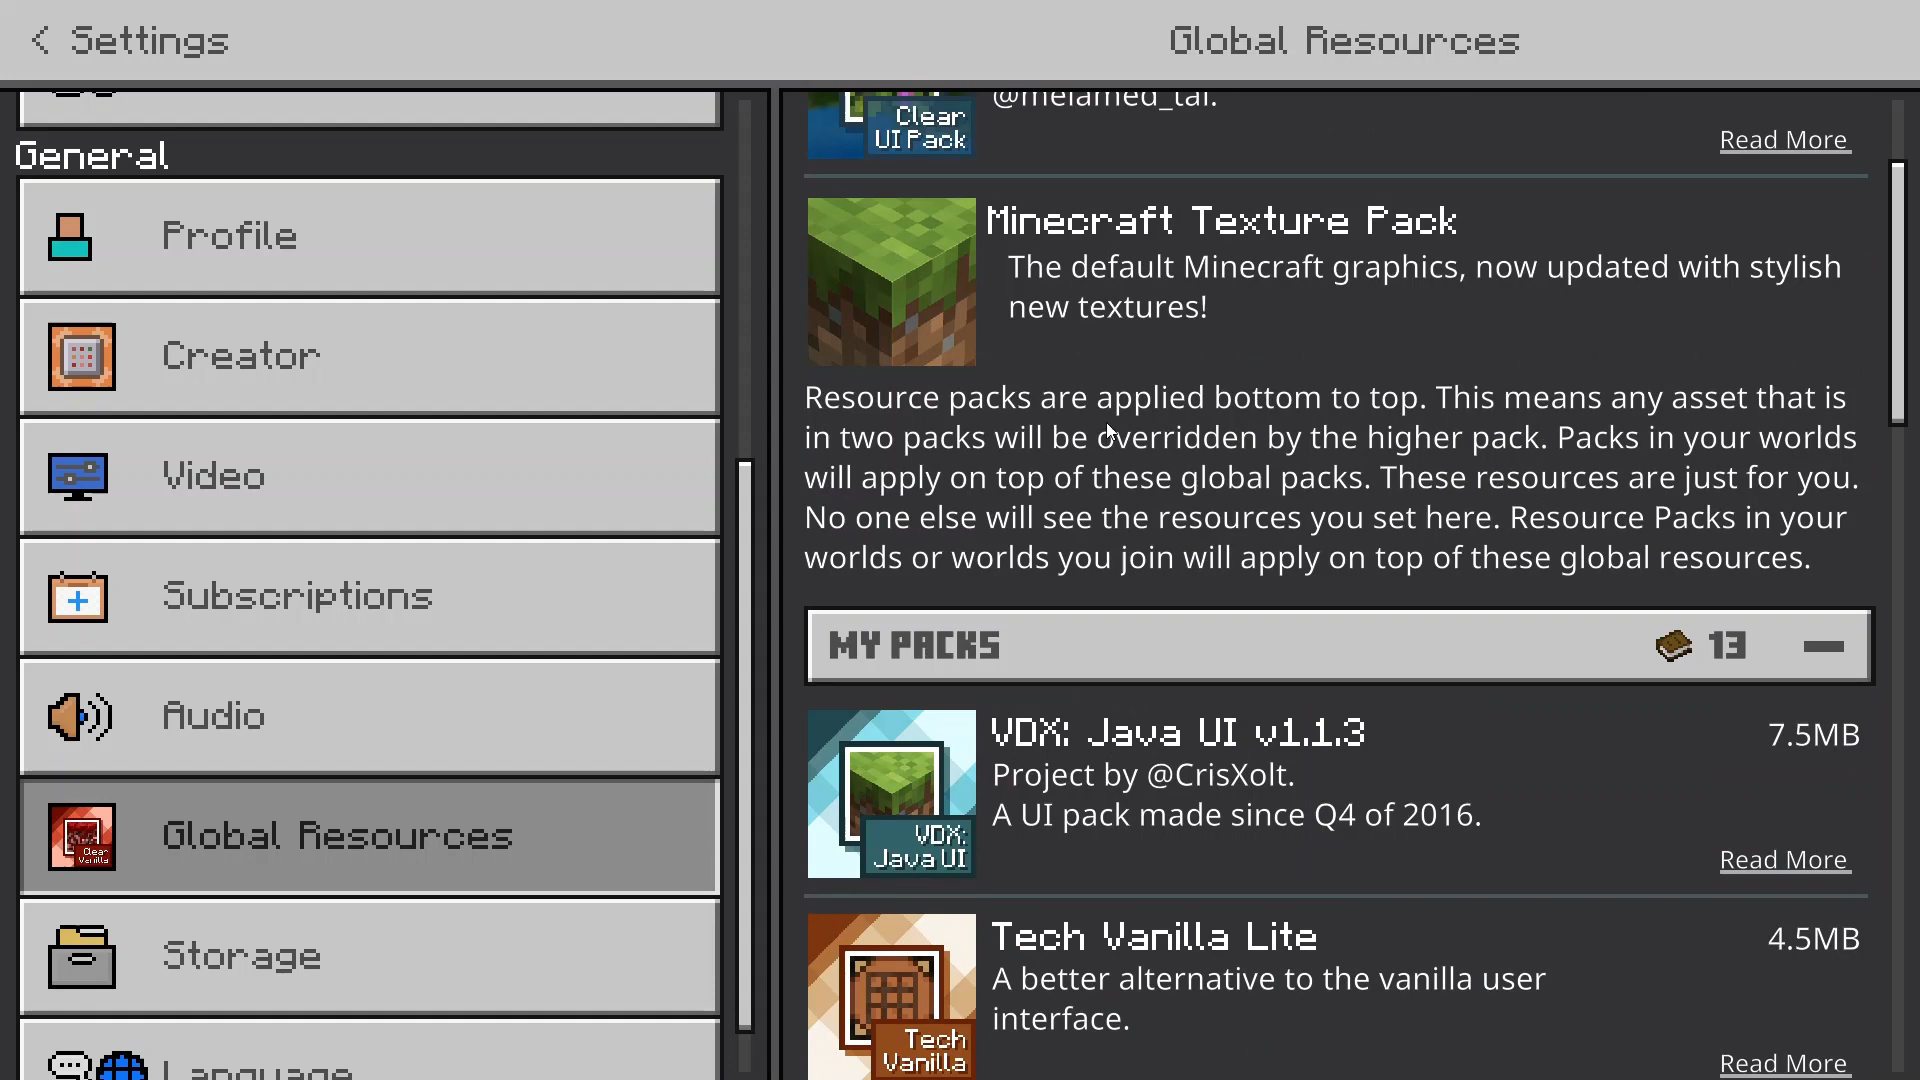 Settings
Global Resources
General
Profile
Creator
Video
Subscriptions
Audio
Clear
Vanilla
Global Resources
Storage
Language
@melamed_tal.
Clear
UI Pack
Read More
Minecraft Texture Pack
The default Minecraft graphics, now updated with stylish
new textures!
Resource packs are applied bottom to top. This means any asset that is
in two packs will be overridden by the higher pack. Packs in your worlds
will apply on top of these global packs. These resources are just for you.
No one else will see the resources you set here. Resource Packs in your
worlds or worlds you join will apply on top of these global resources.
MY PACKS 13
VDX: Java UI v1.1.3 7.5MB
Project by @CrisXolt.
A UI pack made since Q4 of 2016.
VDX:
Java UI
Read More
Tech Vanilla Lite 4.5MB
A better alternative to the vanilla user
interface.
Tech
Vanilla
Read More